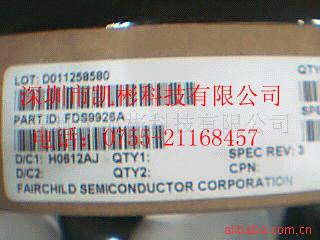 LOT: D011258580
QTY
深圳市凯彬科技有限公司
PART ID: FDS9926A
SPE
电话：0755-21168457
D/C1: H0612AJ QTY1: SPEC REV: 3
D/C2: QTY2: CPN:
FAIRCHILD SEMICONDUCTOR CORPORATION
alibaba.com.cn